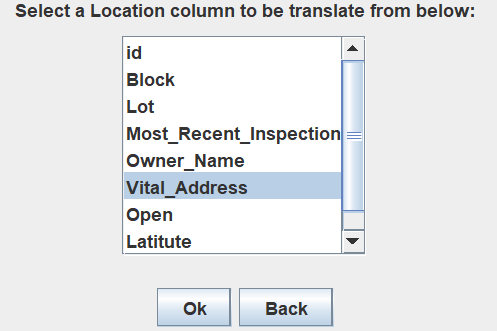 Select a Location column to be translate from below:
id
Block
Lot
Most_Recent_Inspection
Owner_Name
Vital_Address
Open
Latitute
Ok
Back